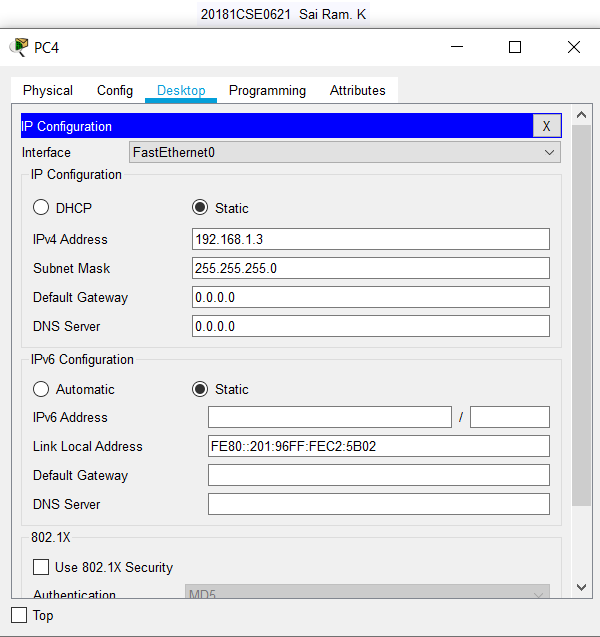 20181CSE0621 Sai Ram. K
PC4
Physical Config Desktop Programming Attributes
IP Configuration X
Interface FastEthernet0
IP Configuration
DHCP Static
IPv4 Address 192.168.1.3
Subnet Mask 255.255.255.0
Default Gateway 0.0.0.0
DNS Server 0.0.0.0
IPv6 Configuration
Automatic Static
IPv6 Address /
Link Local Address FE80::201:96FF:FEC2:5B02
Default Gateway
DNS Server
802.1X
Use 802.1X Security
Authentication MD5
Top